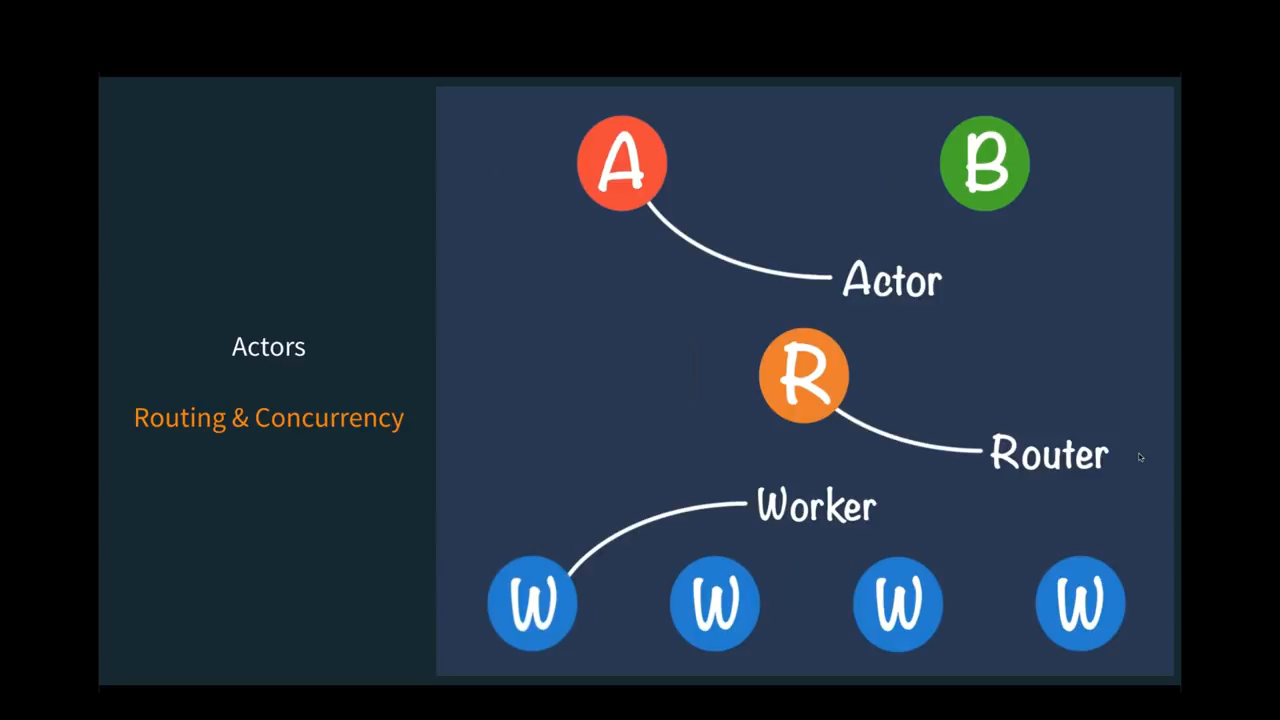 Actors
Routing & Concurrency
A
B
Actor
R
Router
Worker
W
W
W
W